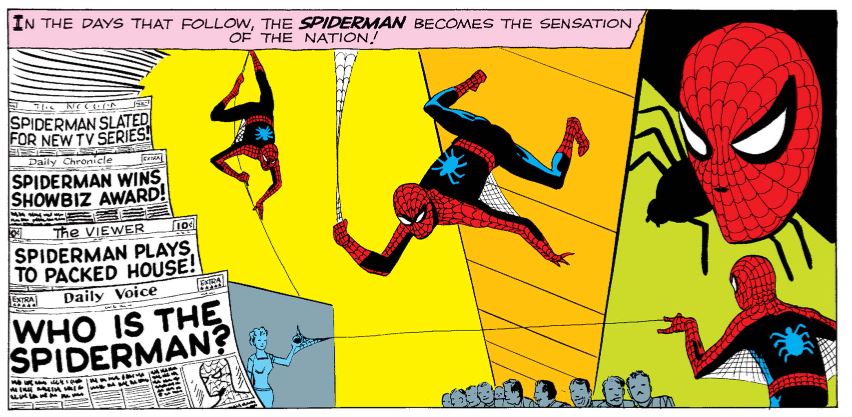 IN THE DAYS THAT FOLLOW, THE SPIDERMAN BECOMES THE SENSATION
OF THE NATION!
SPIDERMAN SLATED
FOR NEW TV SERIES!
Daily Chronicle EXTRA
SPIDERMAN WINS
SHOWBIZ AWARD!
The VIEWER 10¢
SPIDERMAN PLAYS
TO PACKED HOUSE!
EXTRA Daily Voice EXTRA
WHO IS THE
SPIDERMAN?